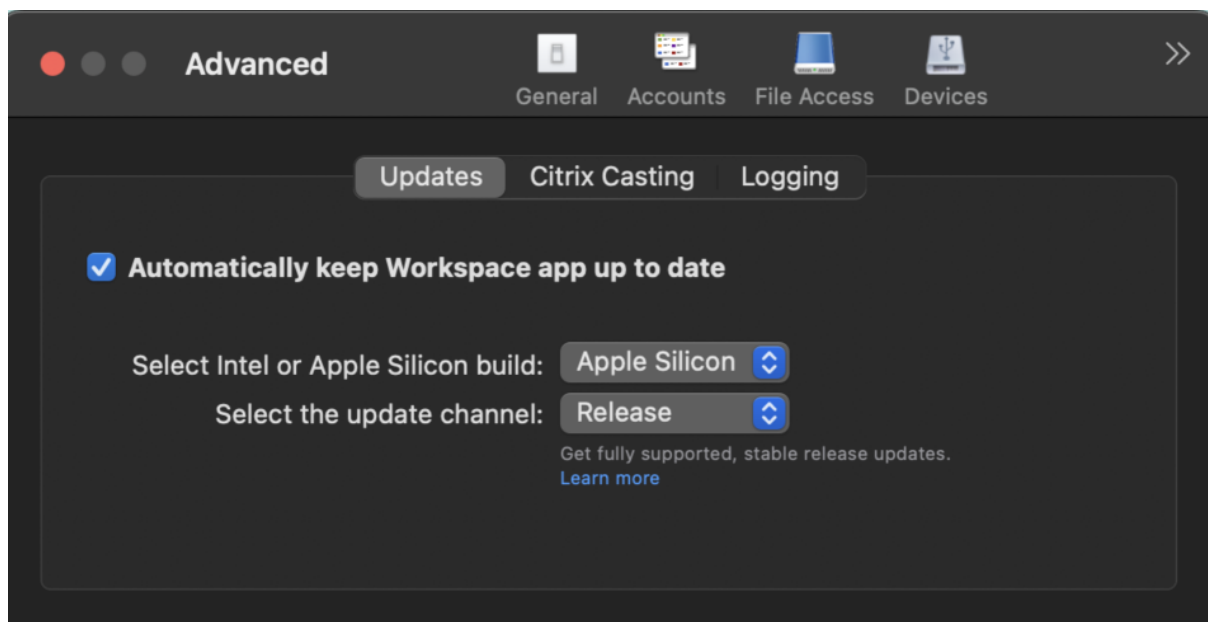 Advanced
General Accounts File Access Devices
Updates Citrix Casting Logging
Automatically keep Workspace app up to date
Select Intel or Apple Silicon build: Apple Silicon
Select the update channel: Release
Get fully supported, stable release updates.
Learn more